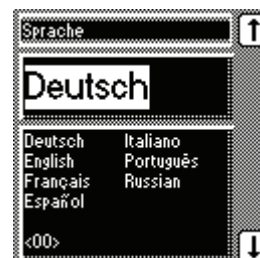 Sprache
Deutsch
Deutsch Italiano
English Português
Français Russian
Español
<00>